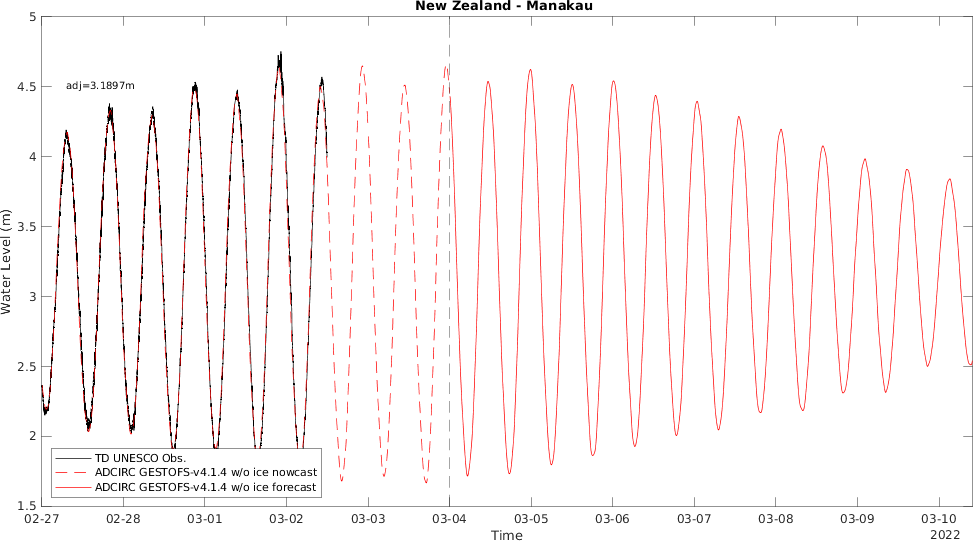 New Zealand - Manakau
adj=3.1897m
Water Level (m)
5
4.5
4
3.5
3
2.5
2
1.5
TD UNESCO Obs.
ADCIRC GESTOFS-v4.1.4 w/o ice nowcast
ADCIRC GESTOFS-v4.1.4 w/o ice forecast
02-27 02-28 03-01 03-02 03-03 03-04 03-05 03-06 03-07 03-08 03-09 03-10
Time
2022